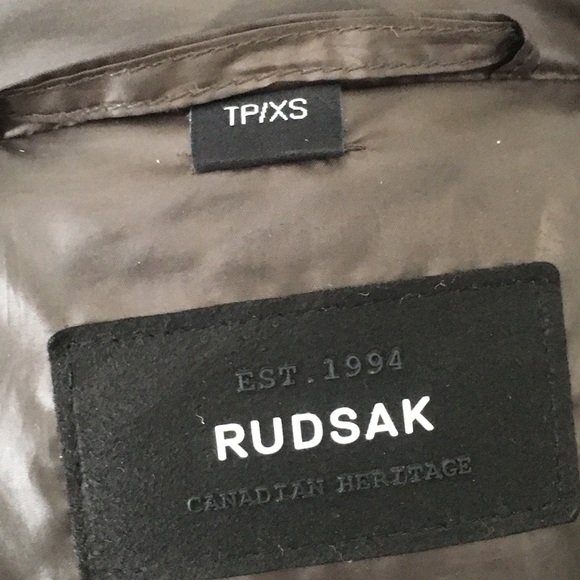 TP/XS
EST.1994
RUDSAK
CANADIAN HERITAGE